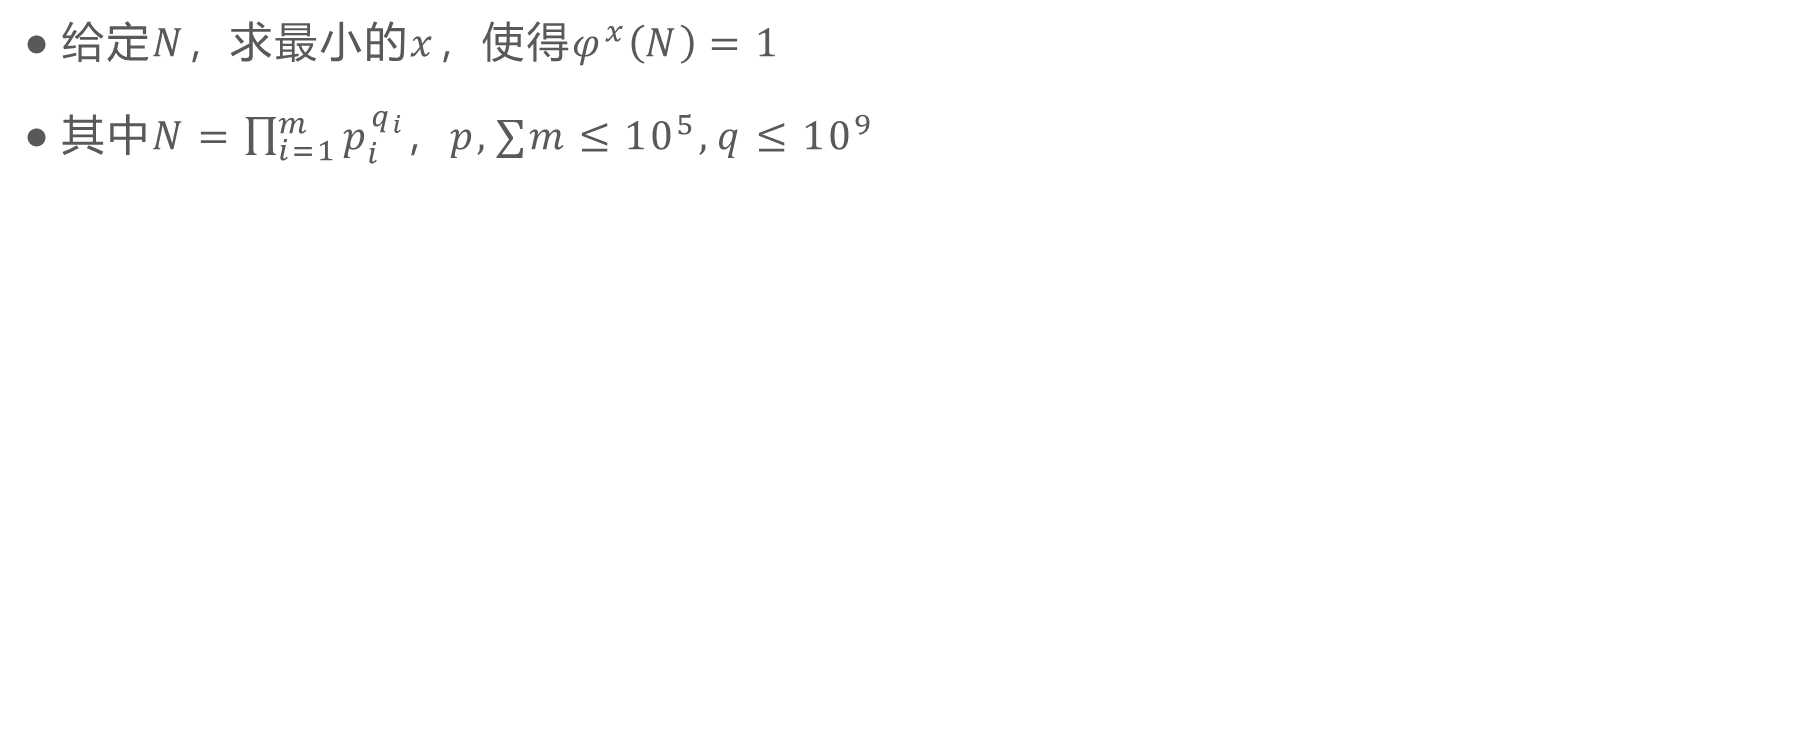 ● 给定N，求最小的x，使得φ^x(N) = 1
● 其中N = ∏_{i=1}^{m} p_i^{q_i}，p, ∑m ≤ 10^5, q ≤ 10^9